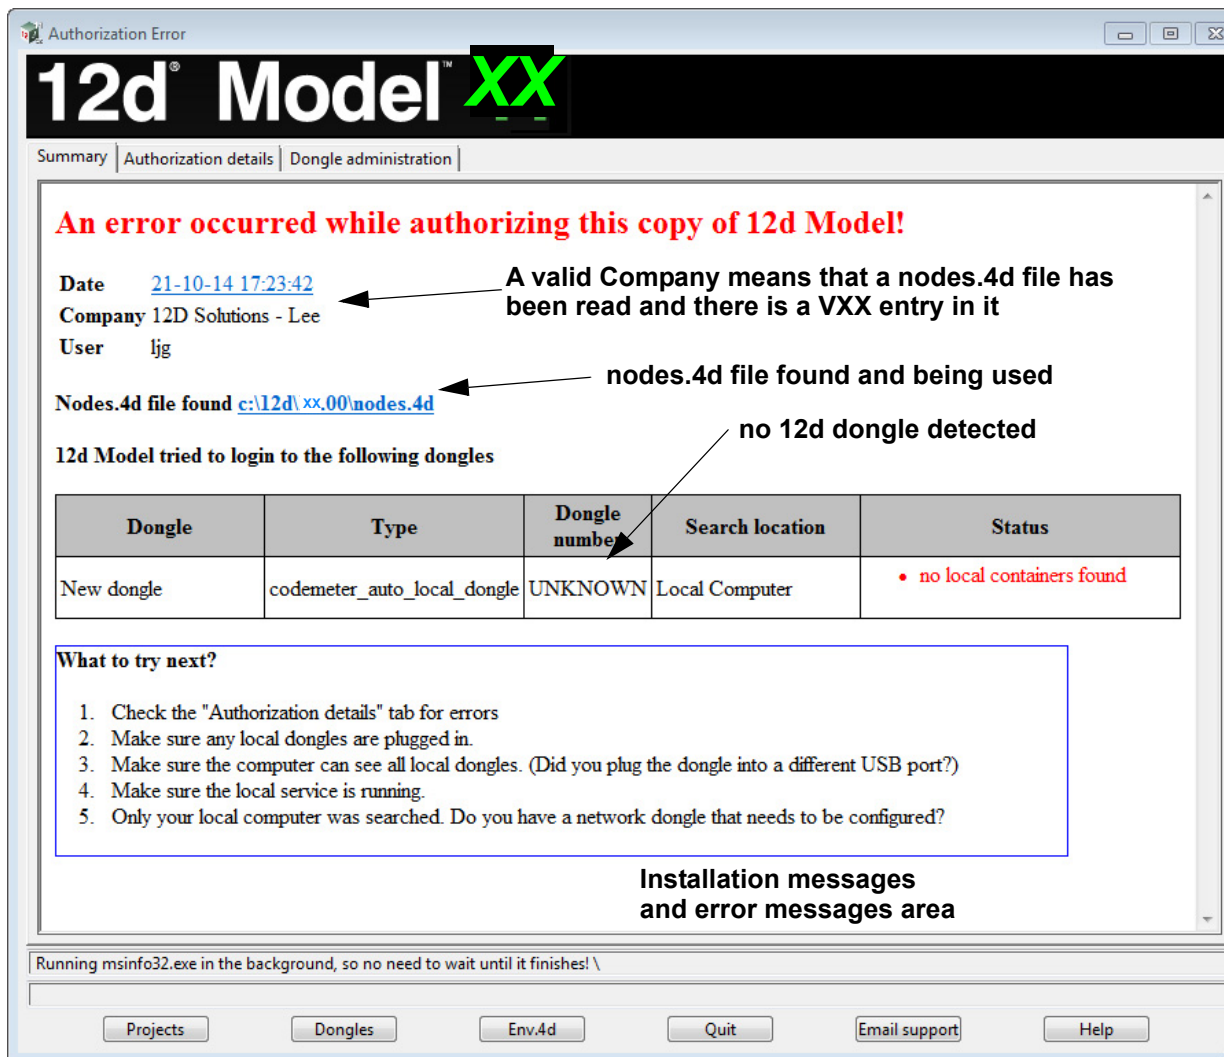 Authorization Error
12d® Model™ XX
Summary Authorization details Dongle administration
An error occurred while authorizing this copy of 12d Model!
Date 21-10-14 17:23:42
Company 12D Solutions - Lee
User ljg
A valid Company means that a nodes.4d file has
been read and there is a VXX entry in it
nodes.4d file found and being used
Nodes.4d file found c:\12d\xx.00\nodes.4d
no 12d dongle detected
12d Model tried to login to the following dongles
Dongle Type Dongle number Search location Status
New dongle codemeter_auto_local_dongle UNKNOWN Local Computer • no local containers found
What to try next?
1. Check the "Authorization details" tab for errors
2. Make sure any local dongles are plugged in.
3. Make sure the computer can see all local dongles. (Did you plug the dongle into a different USB port?)
4. Make sure the local service is running.
5. Only your local computer was searched. Do you have a network dongle that needs to be configured?
Installation messages
and error messages area
Running msinfo32.exe in the background, so no need to wait until it finishes! \
Projects Dongles Env.4d Quit Email support Help